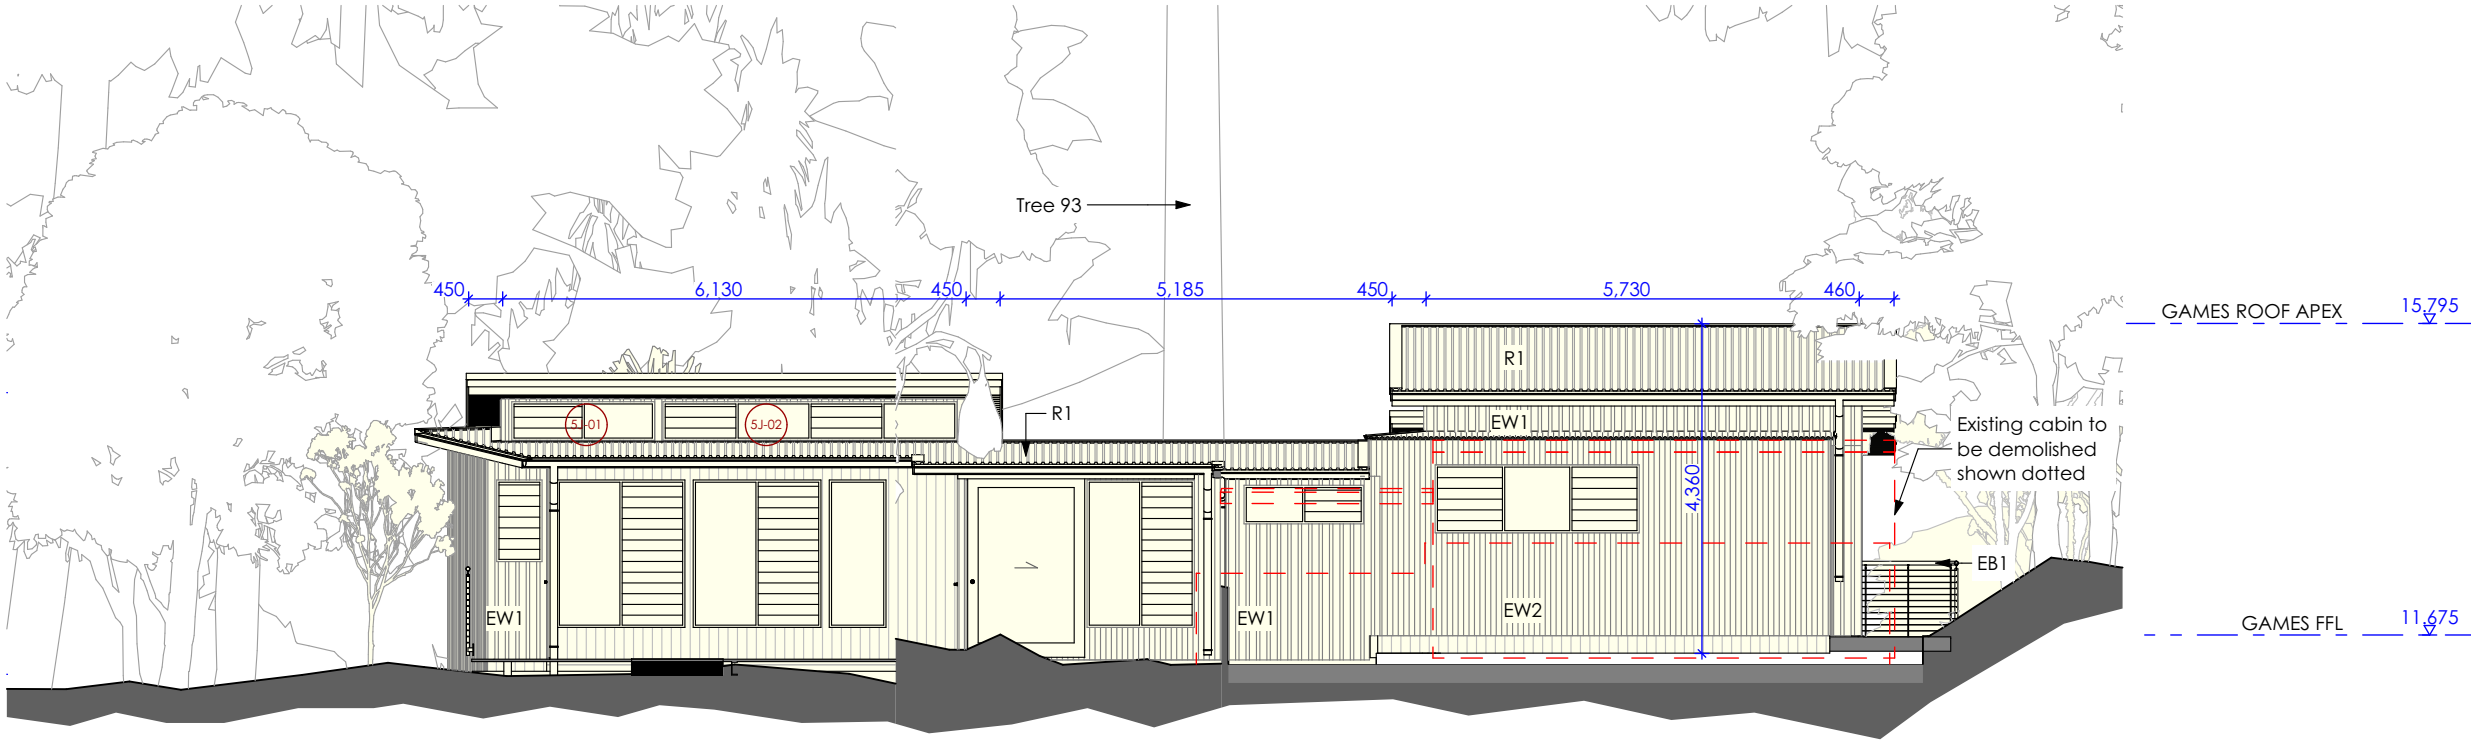 Tree 93
450 6,130 450 5,185 450 5,730 460
GAMES ROOF APEX 15.795
R1
R1
5J-01 5J-02
EW1
Existing cabin to
be demolished
shown dotted
4,360
EB1
EW1
EW1
EW2
GAMES FFL 11.675